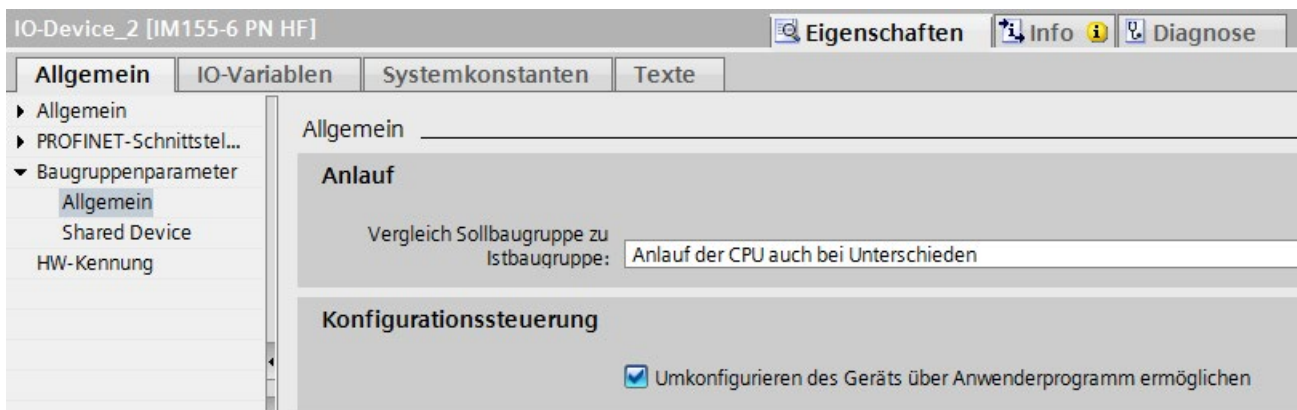 IO-Device_2 [IM155-6 PN HF]
Eigenschaften
Info
Diagnose
Allgemein
IO-Variablen
Systemkonstanten
Texte
Allgemein
PROFINET-Schnittstel...
Baugruppenparameter
Allgemein
Shared Device
HW-Kennung
Allgemein
Anlauf
Vergleich Sollbaugruppe zu
Istbaugruppe:
Anlauf der CPU auch bei Unterschieden
Konfigurationssteuerung
Umkonfigurieren des Geräts über Anwenderprogramm ermöglichen